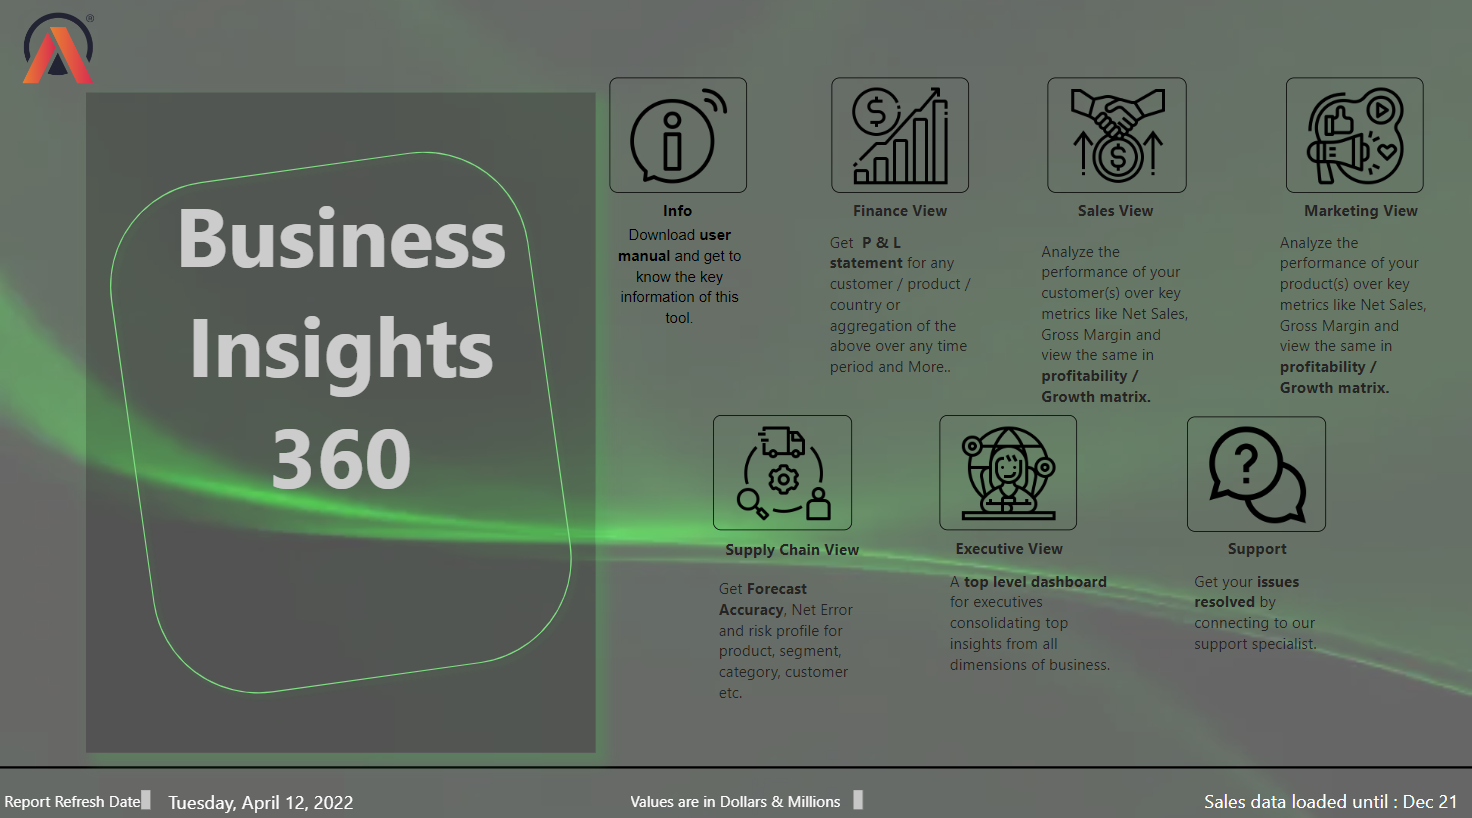 ®
Business
Insights
360
Info
Download user
manual and get to
know the key
information of this
tool.
Finance View
Get P & L
statement for any
customer / product /
country or
aggregation of the
above over any time
period and More..
Sales View
Analyze the
performance of your
customer(s) over key
metrics like Net Sales,
Gross Margin and
view the same in
profitability /
Growth matrix.
Marketing View
Analyze the
performance of your
product(s) over key
metrics like Net Sales,
Gross Margin and
view the same in
profitability /
Growth matrix.
Supply Chain View
Get Forecast
Accuracy, Net Error
and risk profile for
product, segment,
category, customer
etc.
Executive View
A top level dashboard
for executives
consolidating top
insights from all
dimensions of business.
Support
Get your issues
resolved by
connecting to our
support specialist.
Report Refresh Date
Tuesday, April 12, 2022
Values are in Dollars & Millions
Sales data loaded until : Dec 21